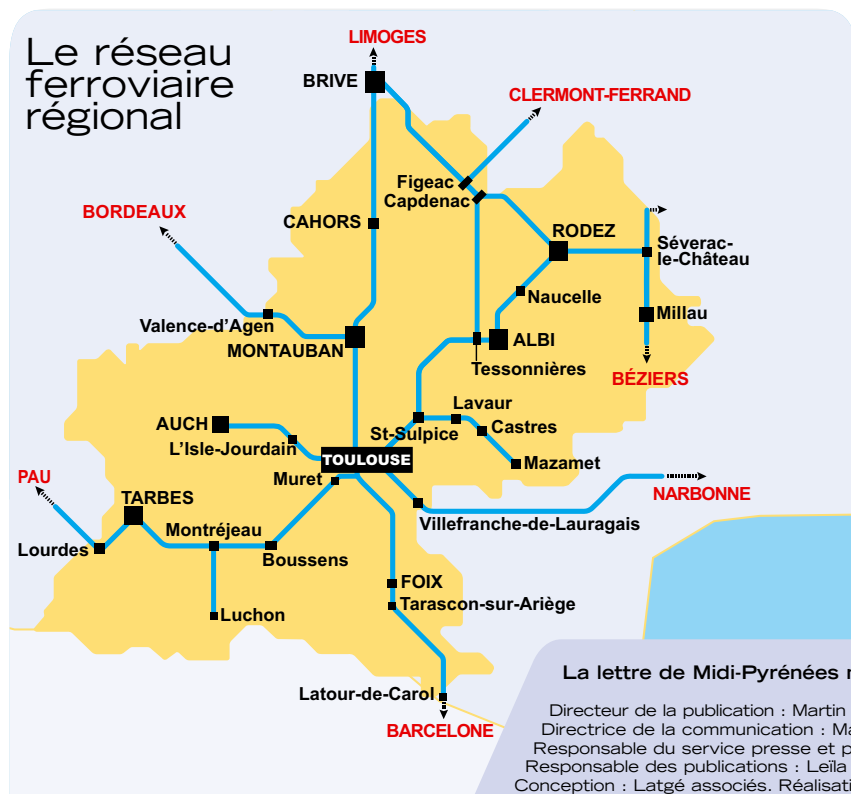 Le réseau
ferroviaire
régional
LIMOGES
BRIVE
CLERMONT-FERRAND
Figeac
Capdenac
BORDEAUX
CAHORS
RODEZ
Séverac-
le-Château
Naucelle
Valence-d'Agen
Millau
MONTAUBAN
ALBI
Tessonnières
BÉZIERS
Lavaur
AUCH
St-Sulpice
Castres
L'Isle-Jourdain
TOULOUSE
Mazamet
PAU
Muret
NARBONNE
TARBES
Villefranche-de-Lauragais
Montréjeau
Lourdes
Boussens
FOIX
Tarascon-sur-Ariège
Luchon
Latour-de-Carol
BARCELONE
La lettre de Midi-Pyrénées
Directeur de la publication : Martin
Directrice de la communication :
Responsable du service presse et
Responsable des publications : Leïla
Conception : Latgé associés.